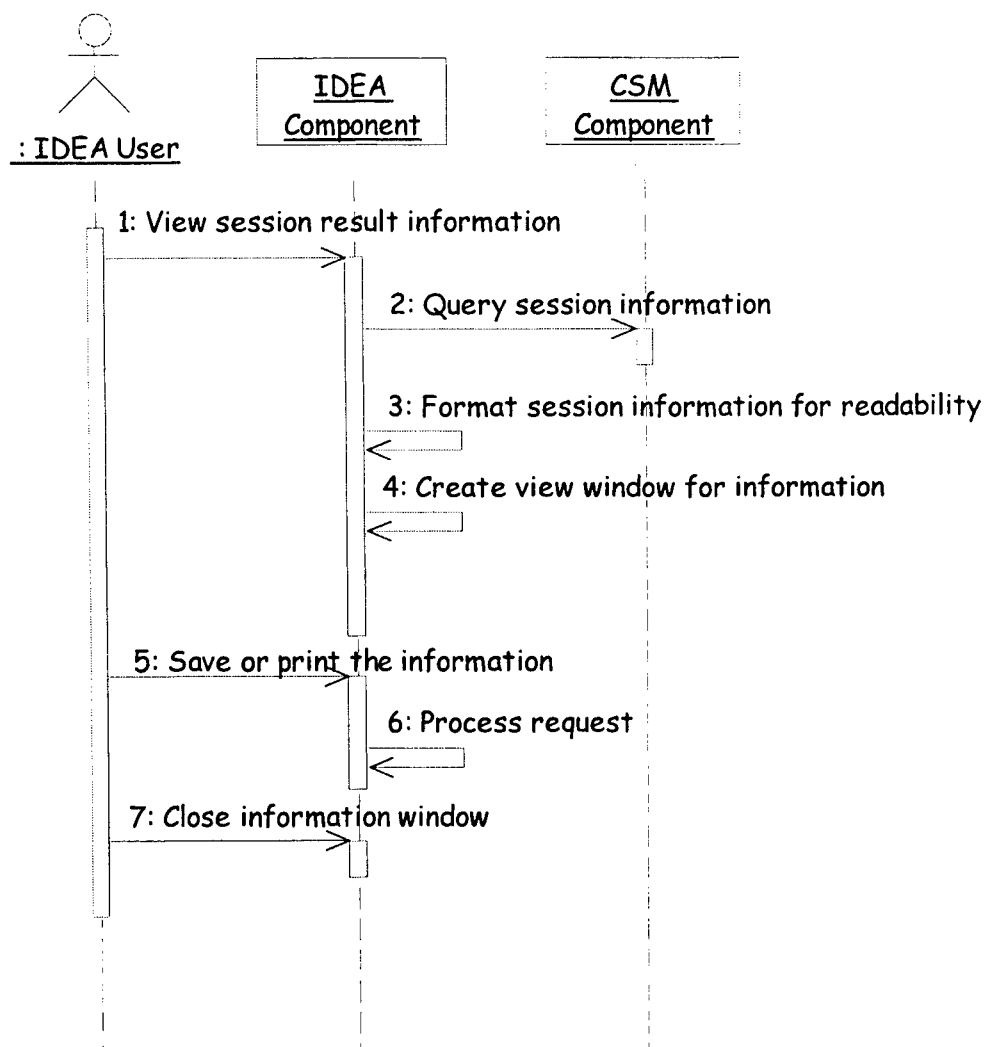 IDEA
Component
CSM
Component
: IDEA User
1: View session result information
2: Query session information
3: Format session information for readability
4: Create view window for information
5: Save or print the information
6: Process request
7: Close information window